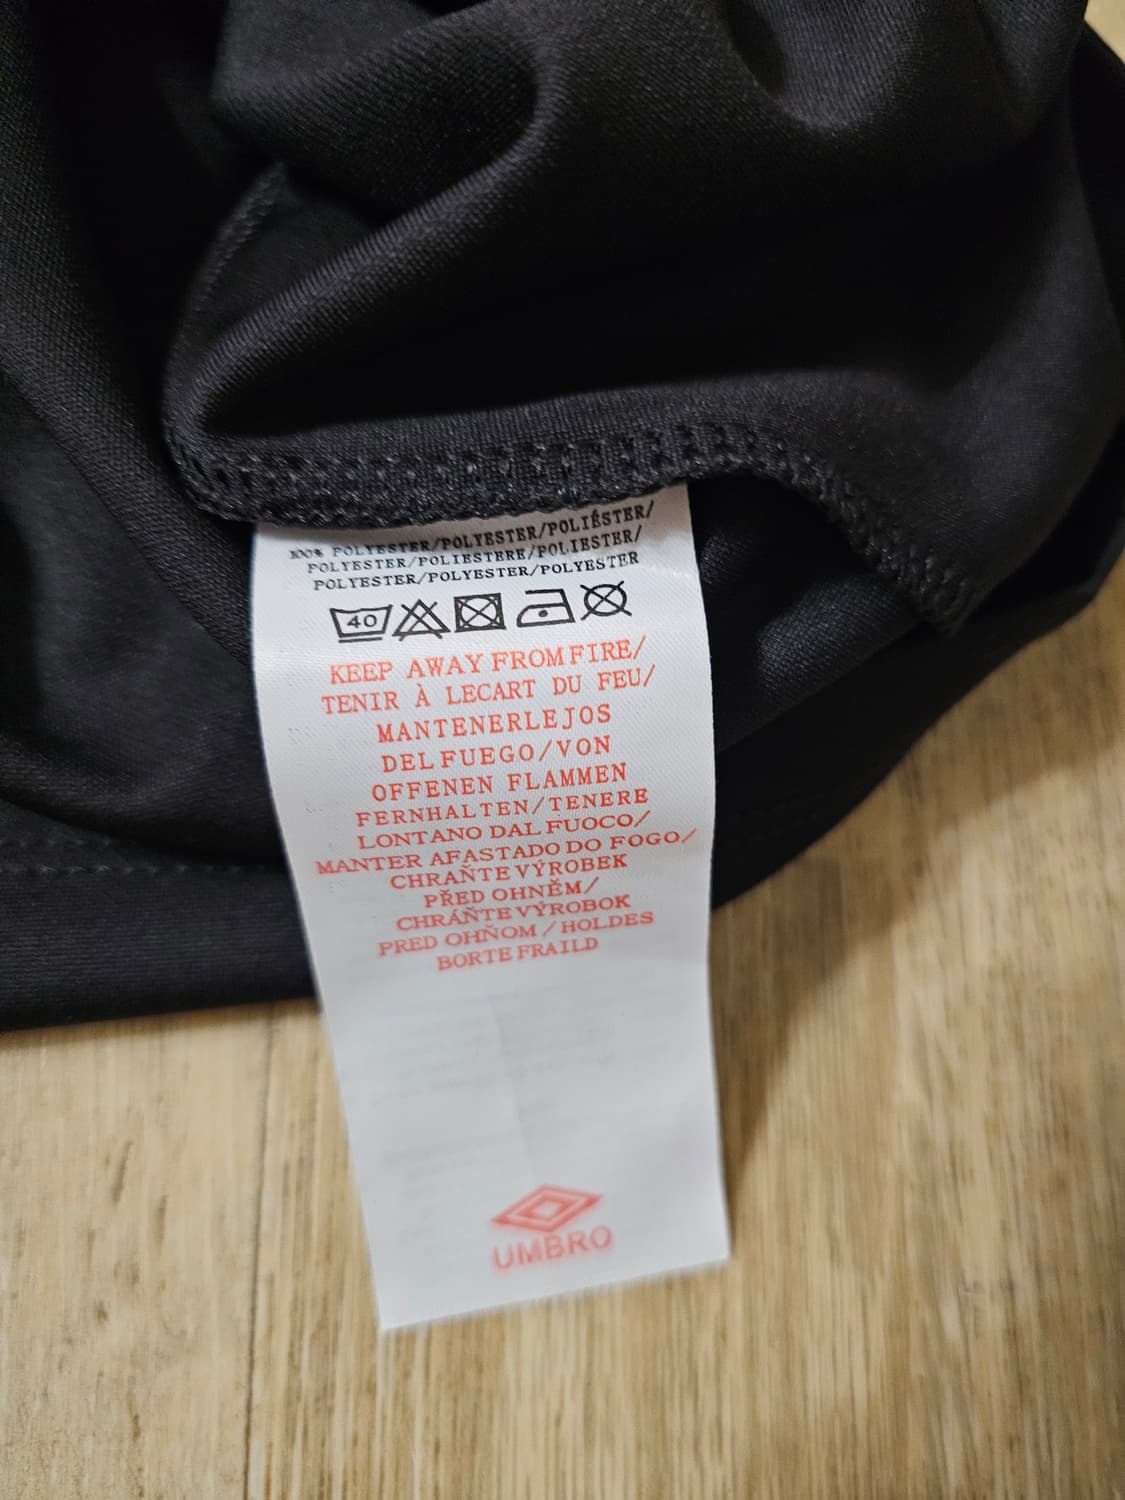 100% POLYESTER/POLYESTER/POLIÉSTER/
POLYESTER/POLIESTERE/POLIESTER/
POLYESTER/POLYESTER/POLYESTER
40
KEEP AWAY FROM FIRE/
TENIR À LECART DU FEU/
MANTENERLEJOS
DEL FUEGO/VON
OFFENEN FLAMMEN
FERNHALTEN/TENERE
LONTANO DAL FUOCO/
MANTER AFASTADO DO FOGO/
CHRAŇTE VÝROBEK
PŘED OHNĚM/
CHRÁŇTE VÝROBOK
PRED OHŇOM/HOLDES
BORTE FRAILD
UMBRO